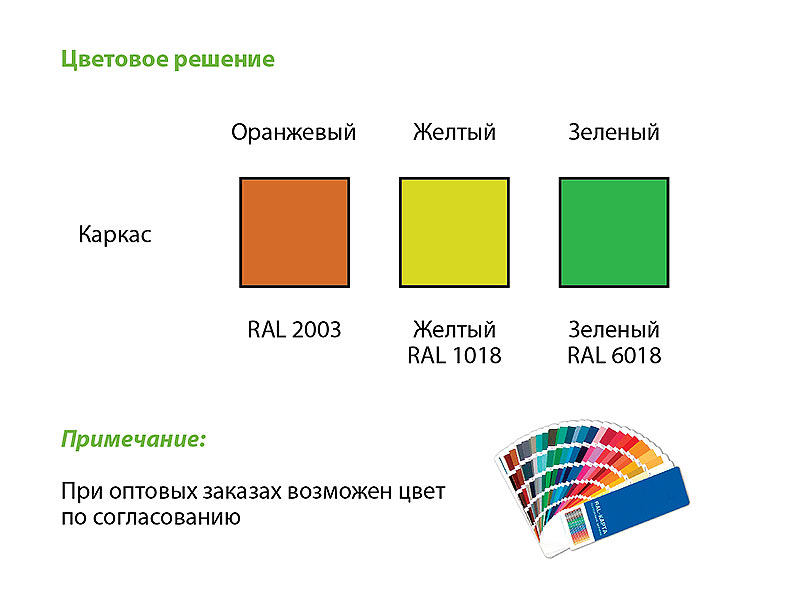 Цветовое решение
Оранжевый Желтый Зеленый
Каркас
RAL 2003 Желтый Зеленый
RAL 1018 RAL 6018
Примечание:
При оптовых заказах возможен цвет
по согласованию
RAL-КАРТА